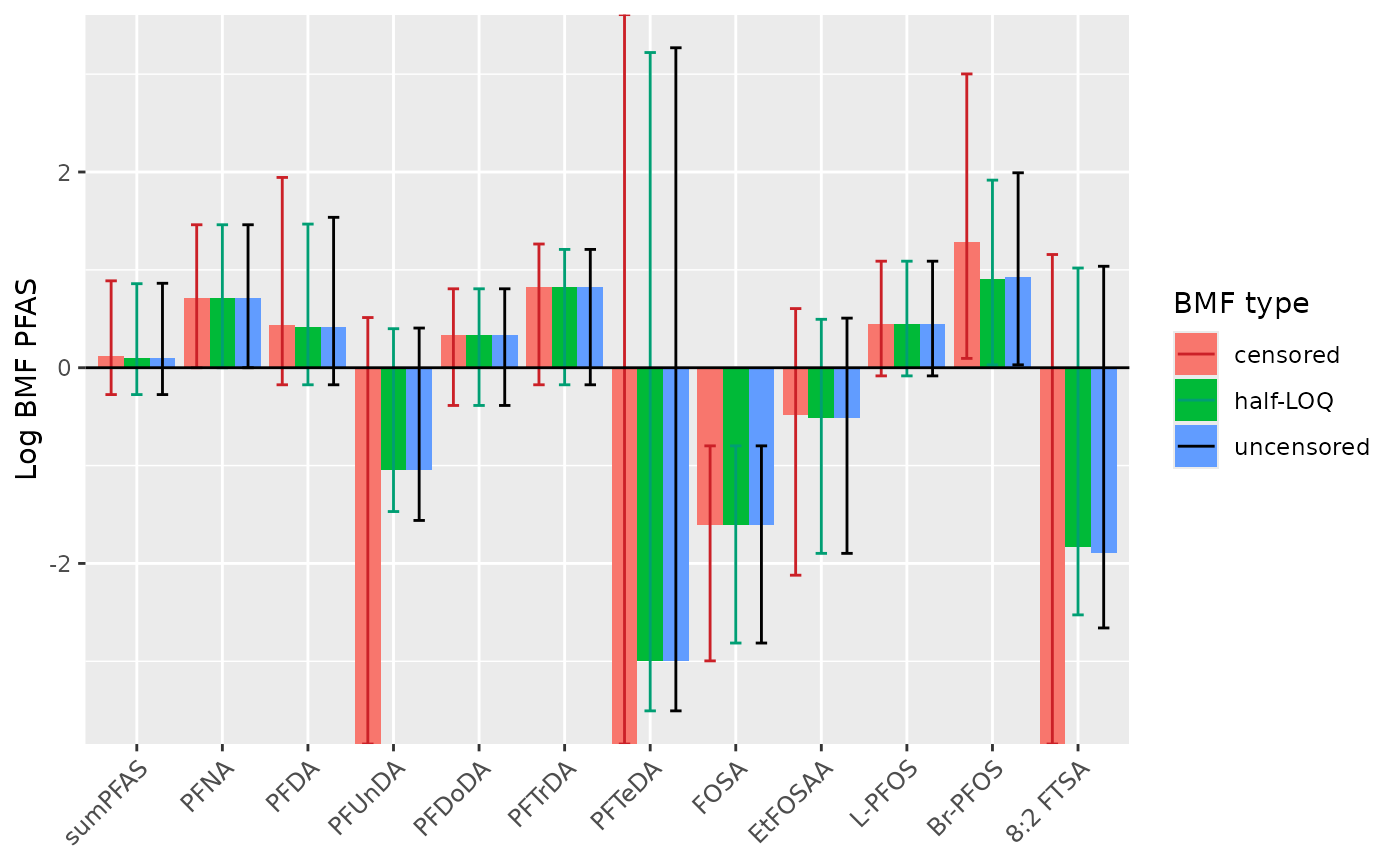 Log BMF PFAS
2
0
-2
sumPFAS
PFNA
PFDA
PFUnDA
PFDoDA
PFTrDA
PFTeDA
FOSA
EtFOSAA
L-PFOS
Br-PFOS
8:2 FTSA
BMF type
censored
half-LOQ
uncensored